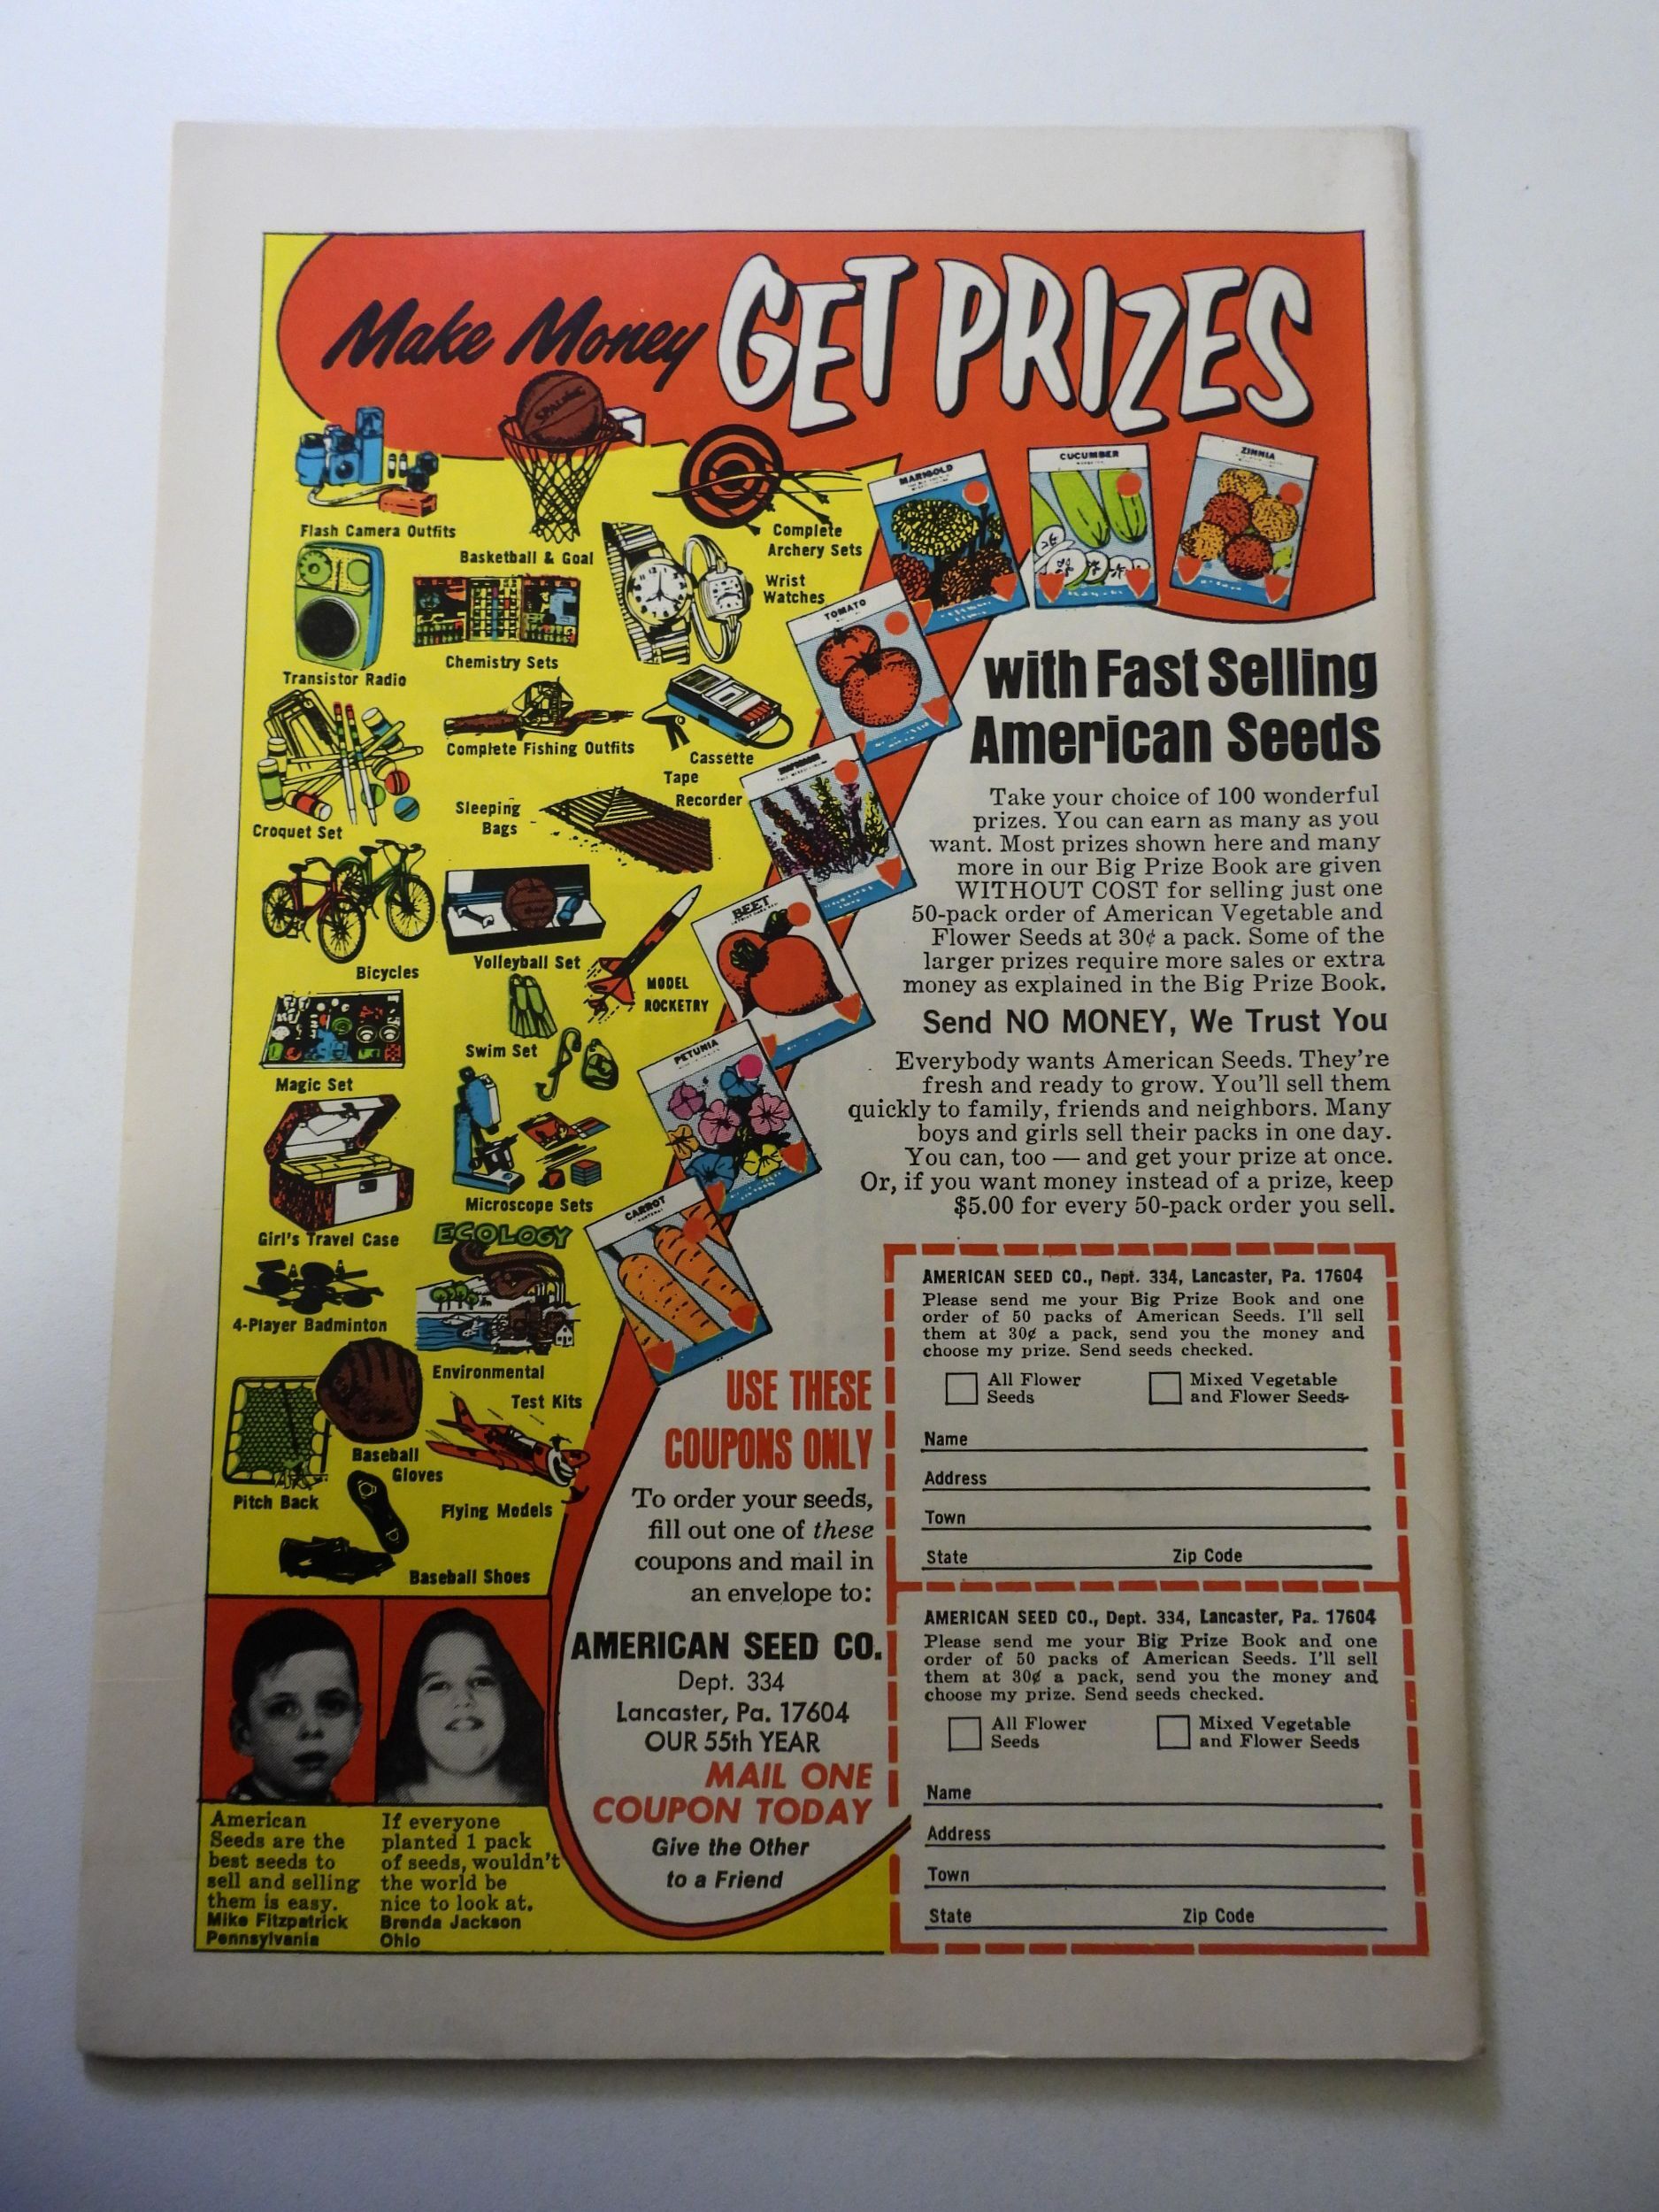 Make Money GET PRIZES
SPALDING
Flash Camera Outfits
Basketball & Goal
Complete
Archery Sets
Wrist
Watches
Transistor Radio
Chemistry Sets
Complete Fishing Outfits
Cassette
Tape
Recorder
Croquet Set
Sleeping
Bags
Bicycles
Volleyball Set
MODEL
ROCKETRY
Magic Set
Swim Set
Girl's Travel Case
Microscope Sets
ECOLOGY
4-Player Badminton
Environmental
Test Kits
Pitch Back
Baseball
Gloves
Flying Models
Baseball Shoes
MARIGOLD
CUCUMBER
ZINNIA
TOMATO
BEET
PETUNIA
CARROT
with Fast Selling
American Seeds
Take your choice of 100 wonderful
prizes. You can earn as many as you
want. Most prizes shown here and many
more in our Big Prize Book are given
WITHOUT COST for selling just one
50-pack order of American Vegetable and
Flower Seeds at 30¢ a pack. Some of the
larger prizes require more sales or extra
money as explained in the Big Prize Book.
Send NO MONEY, We Trust You
Everybody wants American Seeds. They're
fresh and ready to grow. You'll sell them
quickly to family, friends and neighbors. Many
boys and girls sell their packs in one day.
You can, too — and get your prize at once.
Or, if you want money instead of a prize, keep
$5.00 for every 50-pack order you sell.
USE THESE
COUPONS ONLY
To order your seeds,
fill out one of these
coupons and mail in
an envelope to:
AMERICAN SEED CO.
Dept. 334
Lancaster, Pa. 17604
OUR 55th YEAR
MAIL ONE
COUPON TODAY
Give the Other
to a Friend
AMERICAN SEED CO., Dept. 334, Lancaster, Pa. 17604
Please send me your Big Prize Book and one
order of 50 packs of American Seeds. I'll sell
them at 30¢ a pack, send you the money and
choose my prize. Send seeds checked.
All Flower
Seeds
Mixed Vegetable
and Flower Seeds
Name
Address
Town
State Zip Code
AMERICAN SEED CO., Dept. 334, Lancaster, Pa. 17604
Please send me your Big Prize Book and one
order of 50 packs of American Seeds. I'll sell
them at 30¢ a pack, send you the money and
choose my prize. Send seeds checked.
All Flower
Seeds
Mixed Vegetable
and Flower Seeds
Name
Address
Town
State Zip Code
American
Seeds are the
best seeds to
sell and selling
them is easy.
Mike Fitzpatrick
Pennsylvania
If everyone
planted 1 pack
of seeds, wouldn't
the world be
nice to look at.
Brenda Jackson
Ohio